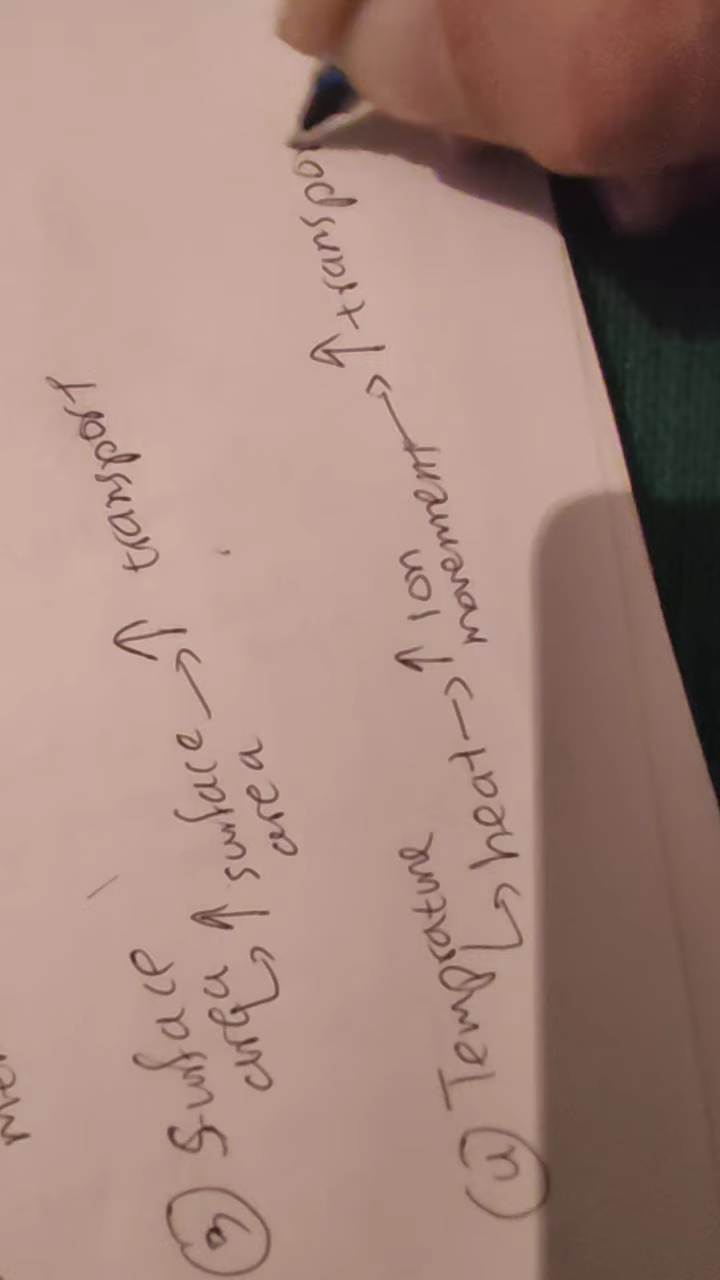 ③ Surface
area
↳ ↑ surface → ↑ transport
area
④ Temprature
↳ heat → ↑ ion → ↑ transpo
movement